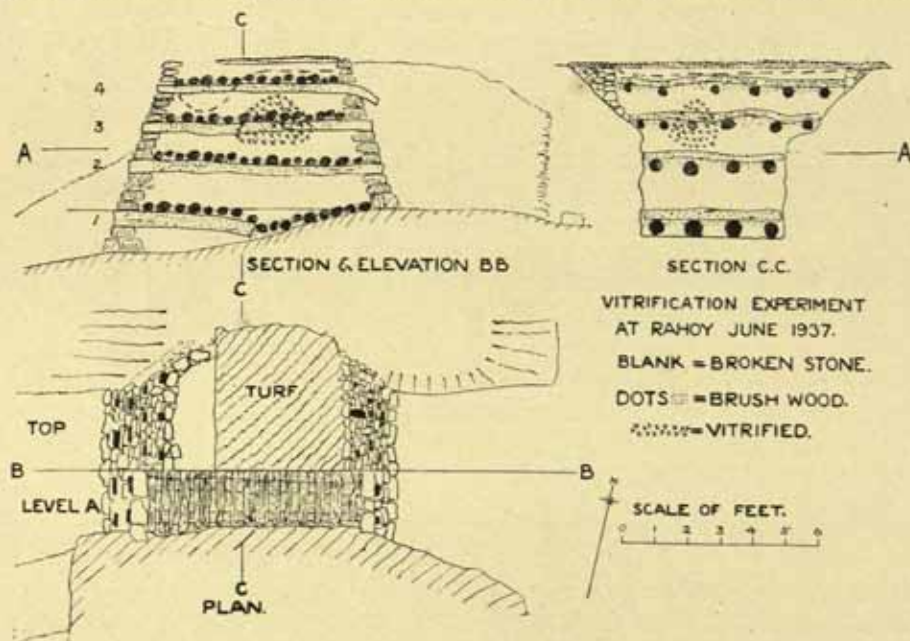 C
4
3
A
2
1
A
SECTION & ELEVATION BB
SECTION C.C.
C
VITRIFICATION EXPERIMENT
AT RAHOY JUNE 1937.
BLANK = BROKEN STONE.
DOTS = BRUSH WOOD.
= VITRIFIED.
TURF
TOP
B
B
LEVEL A
N
SCALE OF FEET.
0 1 2 3 4 5 6
C
PLAN.